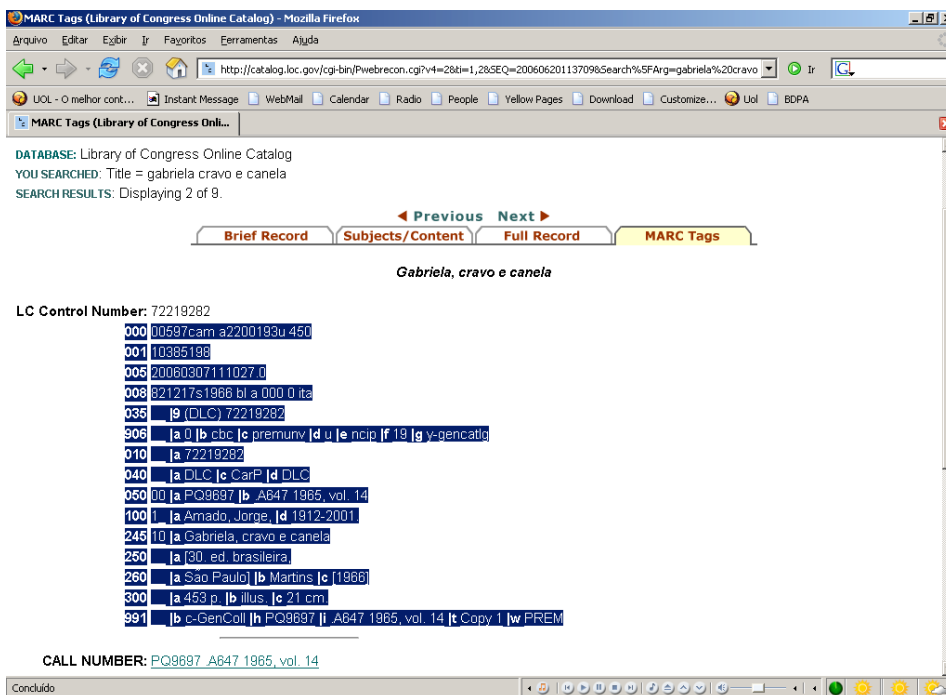 MARC Tags (Library of Congress Online Catalog) - Mozilla Firefox
Arquivo Editar Exibir Ir Favoritos Ferramentas Ajuda
http://catalog.loc.gov/cgi-bin/Pwebrecon.cgi?v4=2&ti=1,2&SEQ=20060620113709&Search%5FArg=gabriela%20cravo Ir G
UOL - O melhor cont... Instant Message WebMail Calendar Radio People Yellow Pages Download Customize... Uol BDPA
MARC Tags (Library of Congress Onli...
DATABASE: Library of Congress Online Catalog
YOU SEARCHED: Title = gabriela cravo e canela
SEARCH RESULTS: Displaying 2 of 9.
Previous Next
Brief Record Subjects/Content Full Record MARC Tags
Gabriela, cravo e canela
LC Control Number: 72219282
000 00597cam a2200193u 450
001 10385198
005 20060307111027.0
008 821217s1966 bl a 000 0 ita
035 __ |9 (DLC) 72219282
906 __ |a 0 |b cbc |c premunv |d u |e ncip |f 19 |g y-gencatlg
010 __ |a 72219282
040 __ |a DLC |c CarP |d DLC
050 00 |a PQ9697 |b .A647 1965, vol. 14
100 1_ |a Amado, Jorge, |d 1912-2001.
245 10 |a Gabriela, cravo e canela
250 __ |a [30. ed. brasileira,
260 __ |a São Paulo] |b Martins |c [1966]
300 __ |a 453 p. |b illus. |c 21 cm.
991 __ |b c-GenColl |h PQ9697 |i .A647 1965, vol. 14 |t Copy 1 |w PREM
CALL NUMBER: PQ9697 .A647 1965, vol. 14
Concluído